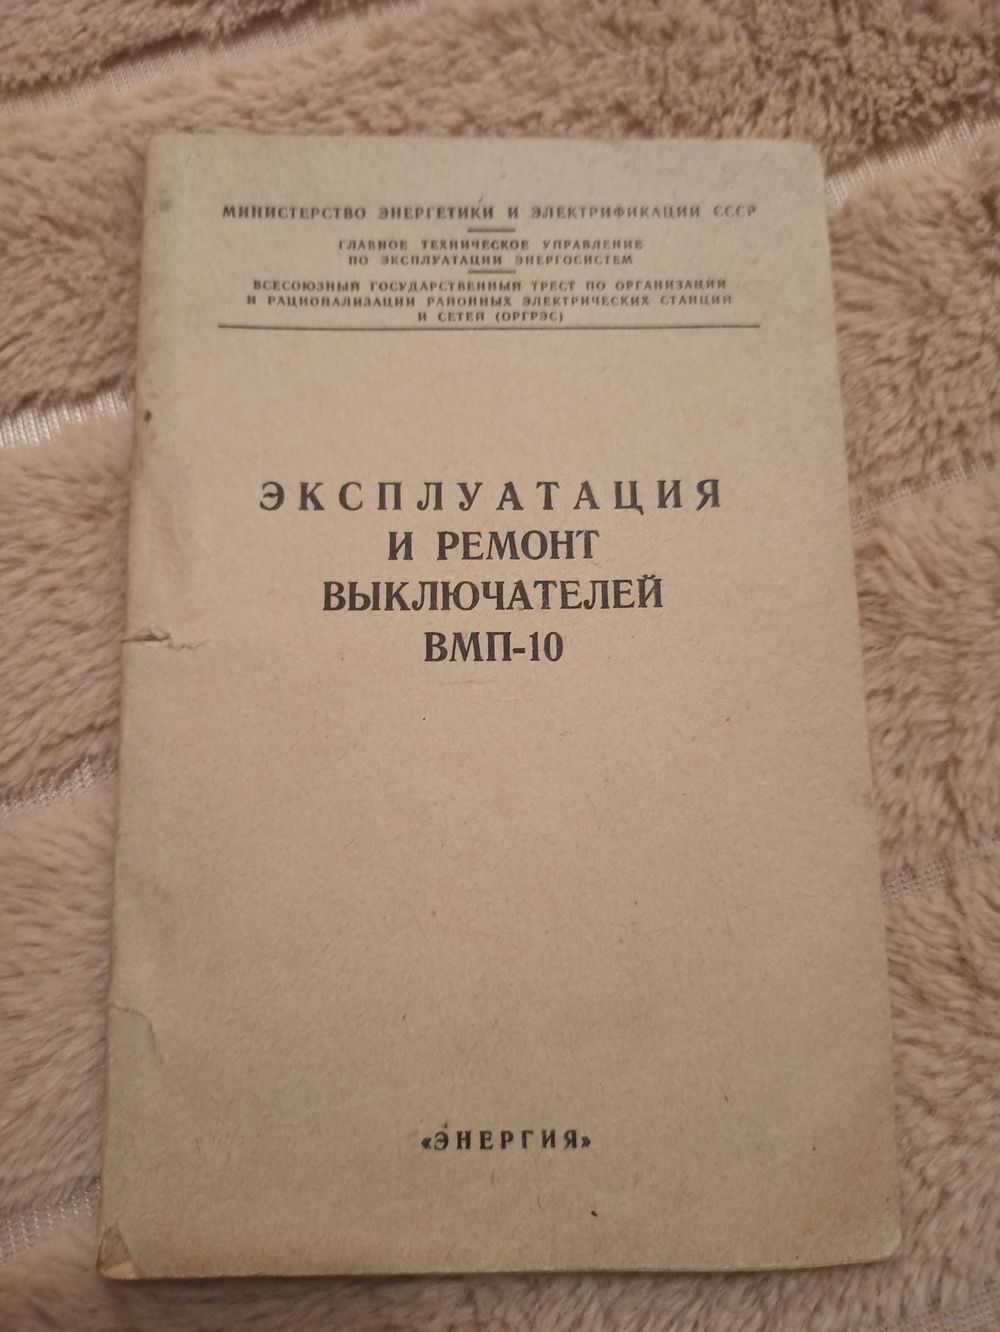 МИНИСТЕРСТВО ЭНЕРГЕТИКИ И ЭЛЕКТРИФИКАЦИИ СССР
ГЛАВНОЕ ТЕХНИЧЕСКОЕ УПРАВЛЕНИЕ
ПО ЭКСПЛУАТАЦИИ ЭНЕРГОСИСТЕМ
ВСЕСОЮЗНЫЙ ГОСУДАРСТВЕННЫЙ ТРЕСТ ПО ОРГАНИЗАЦИИ
И РАЦИОНАЛИЗАЦИИ РАЙОННЫХ ЭЛЕКТРИЧЕСКИХ СТАНЦИЙ
И СЕТЕЙ (ОРГРЭС)
ЭКСПЛУАТАЦИЯ
И РЕМОНТ
ВЫКЛЮЧАТЕЛЕЙ
ВМП-10
«ЭНЕРГИЯ»